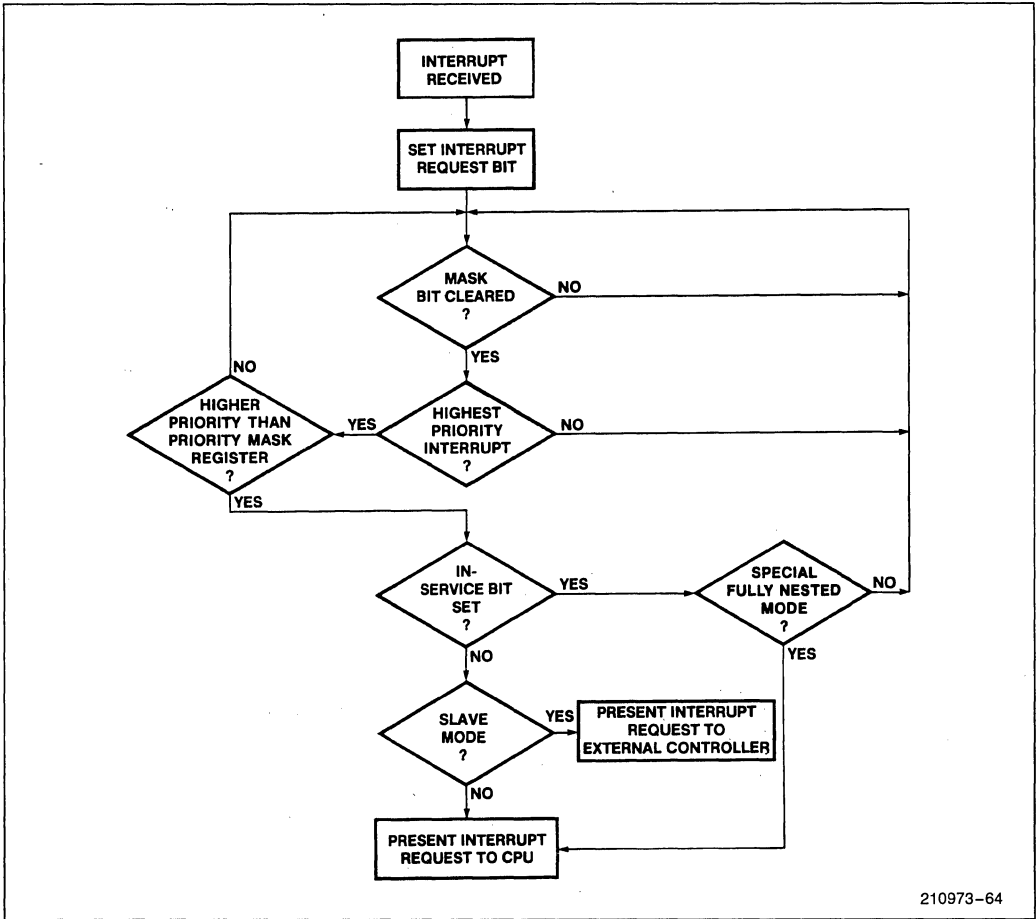 INTERRUPT
RECEIVED
SET INTERRUPT
REQUEST BIT
MASK
BIT CLEARED
?
NO
YES
NO
HIGHER
PRIORITY THAN
PRIORITY MASK
REGISTER
?
YES
HIGHEST
PRIORITY
INTERRUPT
?
NO
YES
IN-
SERVICE BIT
SET
?
YES
SPECIAL
FULLY NESTED
MODE
?
NO
NO
YES
SLAVE
MODE
?
YES
PRESENT INTERRUPT
REQUEST TO
EXTERNAL CONTROLLER
NO
PRESENT INTERRUPT
REQUEST TO CPU
210973-64